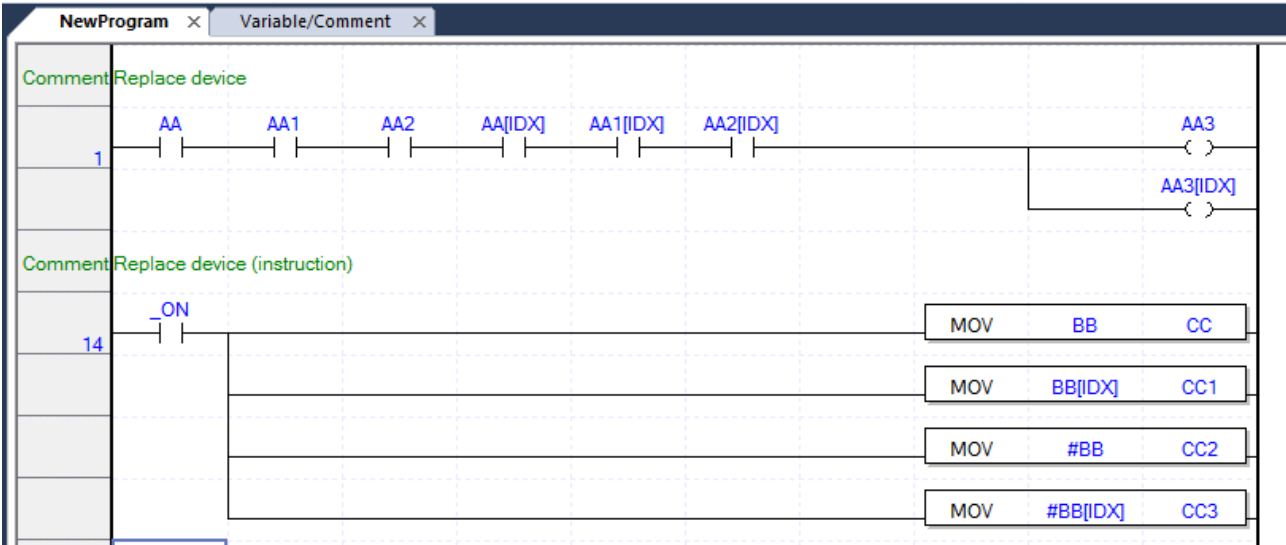 NewProgram × Variable/Comment ×
Comment Replace device
AA AA1 AA2 AA[IDX] AA1[IDX] AA2[IDX] AA3
1
AA3[IDX]
Comment Replace device (instruction)
_ON
MOV BB CC
14
MOV BB[IDX] CC1
MOV #BB CC2
MOV #BB[IDX] CC3